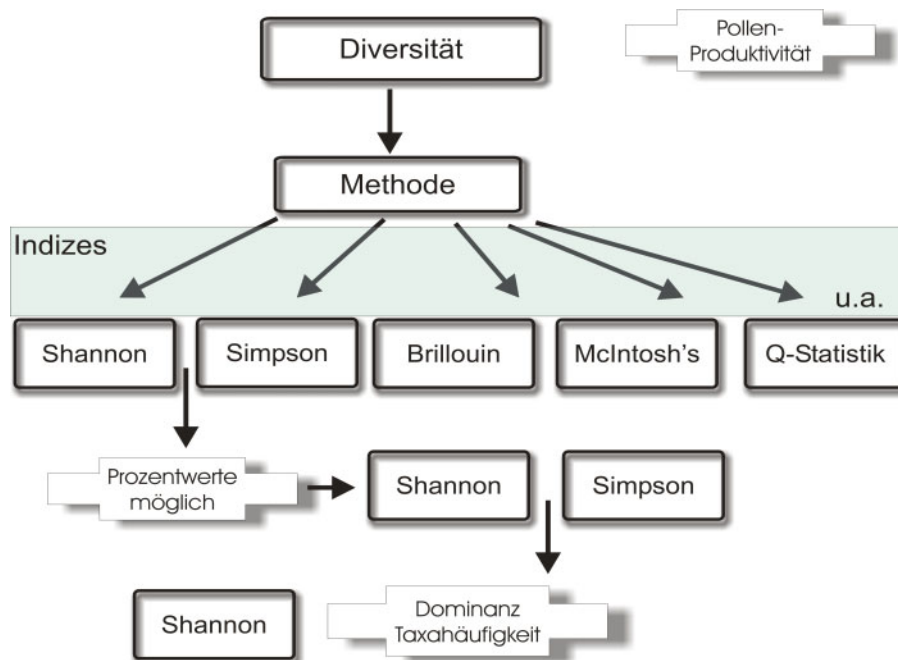 Diversität
Pollen-
Produktivität
Methode
Indizes
u.a.
Shannon
Simpson
Brillouin
McIntosh's
Q-Statistik
Prozentwerte
möglich
Shannon
Simpson
Shannon
Dominanz
Taxahäufigkeit